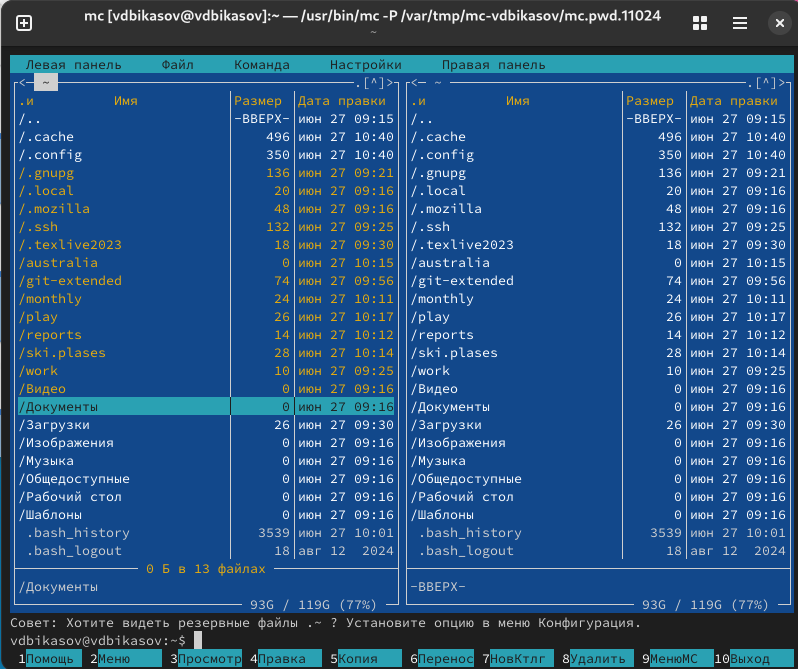 mc [vdbikasov@vdbikasov]:~ — /usr/bin/mc -P /var/tmp/mc-vdbikasov/mc.pwd.11024
~
Левая панель Файл Команда Настройки Правая панель
<— ~ .[^]> <— ~ .[^]>
.и Имя Размер Дата правки .и Имя Размер Дата правки
/.. -ВВЕРХ- июн 27 09:15 /.. -ВВЕРХ- июн 27 09:15
/.cache 496 июн 27 10:40 /.cache 496 июн 27 10:40
/.config 350 июн 27 10:40 /.config 350 июн 27 10:40
/.gnupg 136 июн 27 09:21 /.gnupg 136 июн 27 09:21
/.local 20 июн 27 09:16 /.local 20 июн 27 09:16
/.mozilla 48 июн 27 09:16 /.mozilla 48 июн 27 09:16
/.ssh 132 июн 27 09:25 /.ssh 132 июн 27 09:25
/.texlive2023 18 июн 27 09:30 /.texlive2023 18 июн 27 09:30
/australia 0 июн 27 10:15 /australia 0 июн 27 10:15
/git-extended 74 июн 27 09:56 /git-extended 74 июн 27 09:56
/monthly 24 июн 27 10:11 /monthly 24 июн 27 10:11
/play 26 июн 27 10:17 /play 26 июн 27 10:17
/reports 14 июн 27 10:12 /reports 14 июн 27 10:12
/ski.plases 28 июн 27 10:14 /ski.plases 28 июн 27 10:14
/work 10 июн 27 09:25 /work 10 июн 27 09:25
/Видео 0 июн 27 09:16 /Видео 0 июн 27 09:16
/Документы 0 июн 27 09:16 /Документы 0 июн 27 09:16
/Загрузки 26 июн 27 09:30 /Загрузки 26 июн 27 09:30
/Изображения 0 июн 27 09:16 /Изображения 0 июн 27 09:16
/Музыка 0 июн 27 09:16 /Музыка 0 июн 27 09:16
/Общедоступные 0 июн 27 09:16 /Общедоступные 0 июн 27 09:16
/Рабочий стол 0 июн 27 09:16 /Рабочий стол 0 июн 27 09:16
/Шаблоны 0 июн 27 09:16 /Шаблоны 0 июн 27 09:16
.bash_history 3539 июн 27 10:01 .bash_history 3539 июн 27 10:01
.bash_logout 18 авг 12 2024 .bash_logout 18 авг 12 2024
0 Б в 13 файлах
/Документы -ВВЕРХ-
93G / 119G (77%) 93G / 119G (77%)
Совет: Хотите видеть резервные файлы .~ ? Установите опцию в меню Конфигурация.
vdbikasov@vdbikasov:~$
1Помощь 2Меню 3Просмотр 4Правка 5Копия 6Перенос 7НовКтлг 8Удалить 9МенюMC 10Выход